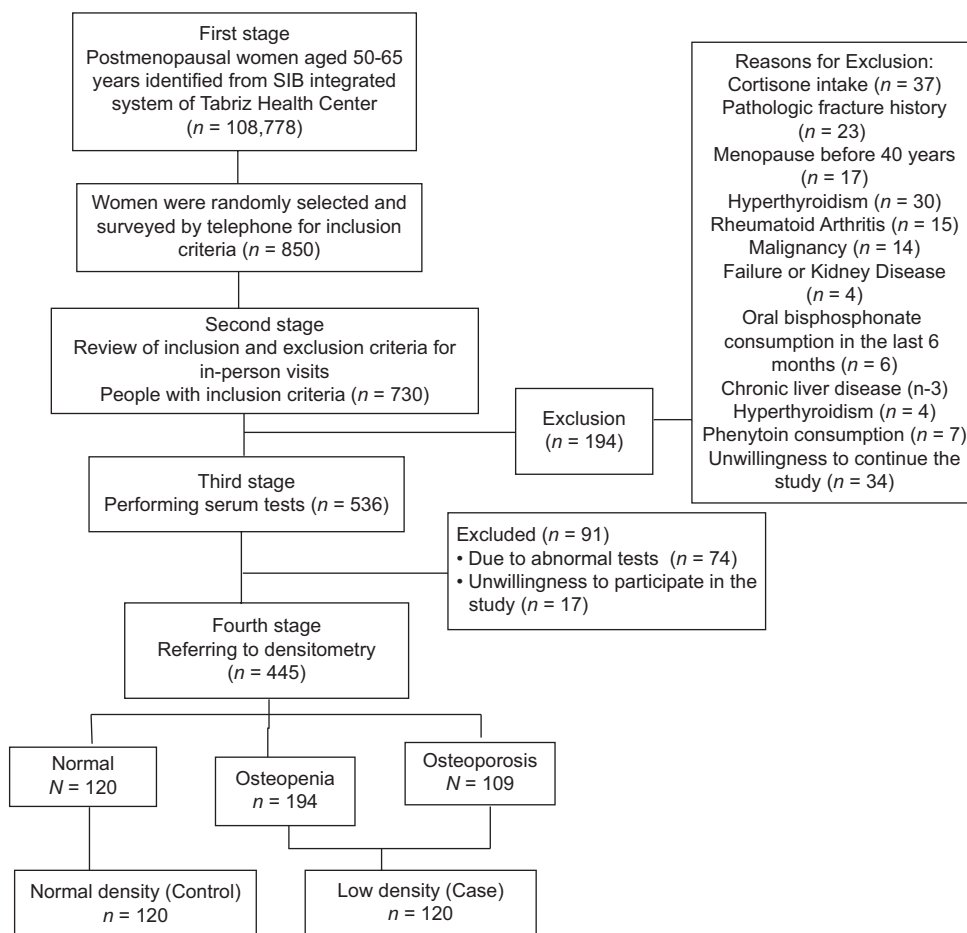 First stage
Postmenopausal women aged 50-65
years identified from SIB integrated
system of Tabriz Health Center
(n = 108,778)
Women were randomly selected and
surveyed by telephone for inclusion
criteria (n = 850)
Second stage
Review of inclusion and exclusion criteria for
in-person visits
People with inclusion criteria (n = 730)
Exclusion
(n = 194)
Reasons for Exclusion:
Cortisone intake (n = 37)
Pathologic fracture history
(n = 23)
Menopause before 40 years
(n = 17)
Hyperthyroidism (n = 30)
Rheumatoid Arthritis (n = 15)
Malignancy (n = 14)
Failure or Kidney Disease
(n = 4)
Oral bisphosphonate
consumption in the last 6
months (n = 6)
Chronic liver disease (n-3)
Hyperthyroidism (n = 4)
Phenytoin consumption (n = 7)
Unwillingness to continue the
study (n = 34)
Third stage
Performing serum tests (n = 536)
Excluded (n = 91)
• Due to abnormal tests (n = 74)
• Unwillingness to participate in the
study (n = 17)
Fourth stage
Referring to densitometry
(n = 445)
Normal
N = 120
Osteopenia
n = 194
Osteoporosis
N = 109
Normal density (Control)
n = 120
Low density (Case)
n = 120